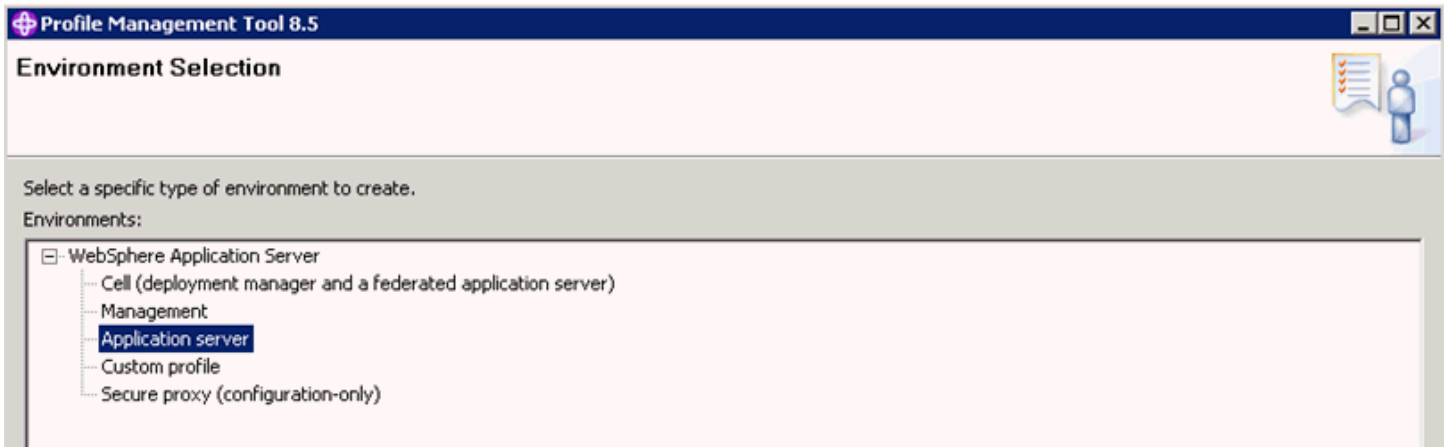 Profile Management Tool 8.5
Environment Selection
Select a specific type of environment to create.
Environments:
WebSphere Application Server
Cell (deployment manager and a federated application server)
Management
Application server
Custom profile
Secure proxy (configuration-only)